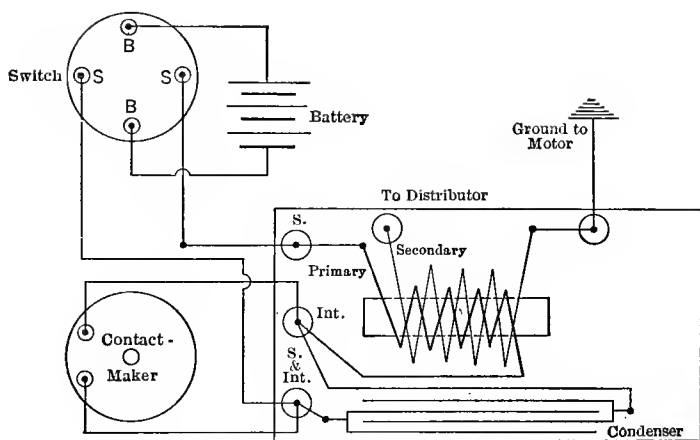 B
B
Switch
S
S
B
B
Battery
Ground to
Motor
To Distributor
S.
Secondary
Primary
Int.
Contact -
Maker
S.
&
Int.
Condenser